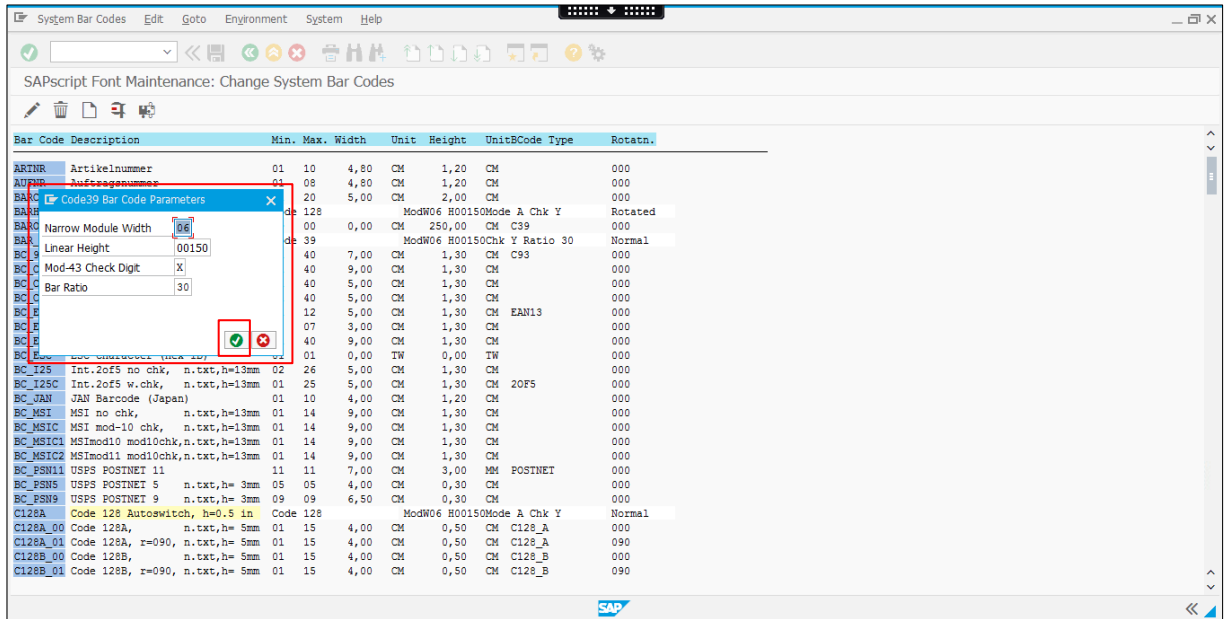 System Bar Codes Edit Goto Environment System Help
SAPscript Font Maintenance: Change System Bar Codes
Bar Code Description Min. Max. Width Unit Height UnitBCode Type Rotatn.
ARTNR Artikelnummer 01 10 4,80 CM 1,20 CM 000
AUFNR Auftragsnummer 01 08 4,80 CM 1,20 CM 000
BARC 20 5,00 CM 2,00 CM 000
Code39 Bar Code Parameters
Narrow Module Width 06
Linear Height 00150
Mod-43 Check Digit X
Bar Ratio 30
BARH de 128 ModW06 H00150Mode A Chk Y Rotated
BARC 00 0,00 CM 250,00 CM C39 000
BAR_ de 39 ModW06 H00150Chk Y Ratio 30 Normal
BC_9 40 7,00 CM 1,30 CM C93 000
BC_C 40 9,00 CM 1,30 CM 000
BC_C 40 5,00 CM 1,30 CM 000
BC_C 40 5,00 CM 1,30 CM 000
BC_E 12 5,00 CM 1,30 CM EAN13 000
BC_E 07 3,00 CM 1,30 CM 000
BC_E 40 9,00 CM 1,30 CM 000
BC_ESC ESC Character (hex 1B) 01 01 0,00 TW 0,00 TW 000
BC_I25 Int.2of5 no chk, n.txt,h=13mm 02 26 5,00 CM 1,30 CM 000
BC_I25C Int.2of5 w.chk, n.txt,h=13mm 01 25 5,00 CM 1,30 CM 2OF5 000
BC_JAN JAN Barcode (Japan) 01 10 4,00 CM 1,20 CM 000
BC_MSI MSI no chk, n.txt,h=13mm 01 14 9,00 CM 1,30 CM 000
BC_MSIC MSI mod-10 chk, n.txt,h=13mm 01 14 9,00 CM 1,30 CM 000
BC_MSIC1 MSImod10 mod10chk,n.txt,h=13mm 01 14 9,00 CM 1,30 CM 000
BC_MSIC2 MSImod11 mod10chk,n.txt,h=13mm 01 14 9,00 CM 1,30 CM 000
BC_PSN11 USPS POSTNET 11 11 11 7,00 CM 3,00 MM POSTNET 000
BC_PSN5 USPS POSTNET 5 n.txt,h= 3mm 05 05 4,00 CM 0,30 CM 000
BC_PSN9 USPS POSTNET 9 n.txt,h= 3mm 09 09 6,50 CM 0,30 CM 000
C128A Code 128 Autoswitch, h=0.5 in Code 128 ModW06 H00150Mode A Chk Y Normal
C128A_00 Code 128A, n.txt,h= 5mm 01 15 4,00 CM 0,50 CM C128_A 000
C128A_01 Code 128A, r=090, n.txt,h= 5mm 01 15 4,00 CM 0,50 CM C128_A 090
C128B_00 Code 128B, n.txt,h= 5mm 01 15 4,00 CM 0,50 CM C128_B 000
C128B_01 Code 128B, r=090, n.txt,h= 5mm 01 15 4,00 CM 0,50 CM C128_B 090
SAP